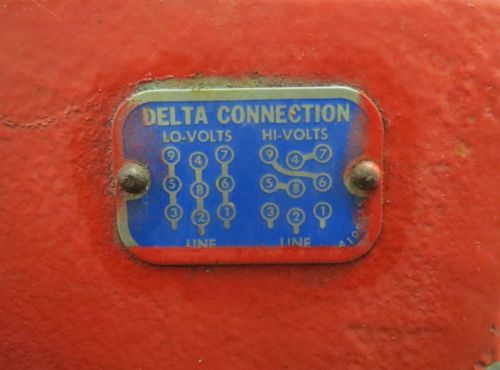 DELTA CONNECTION
LO-VOLTS HI-VOLTS
9 4 7 9 4 7
5 8 6 5 8 6
3 2 1 3 2 1
LINE LINE